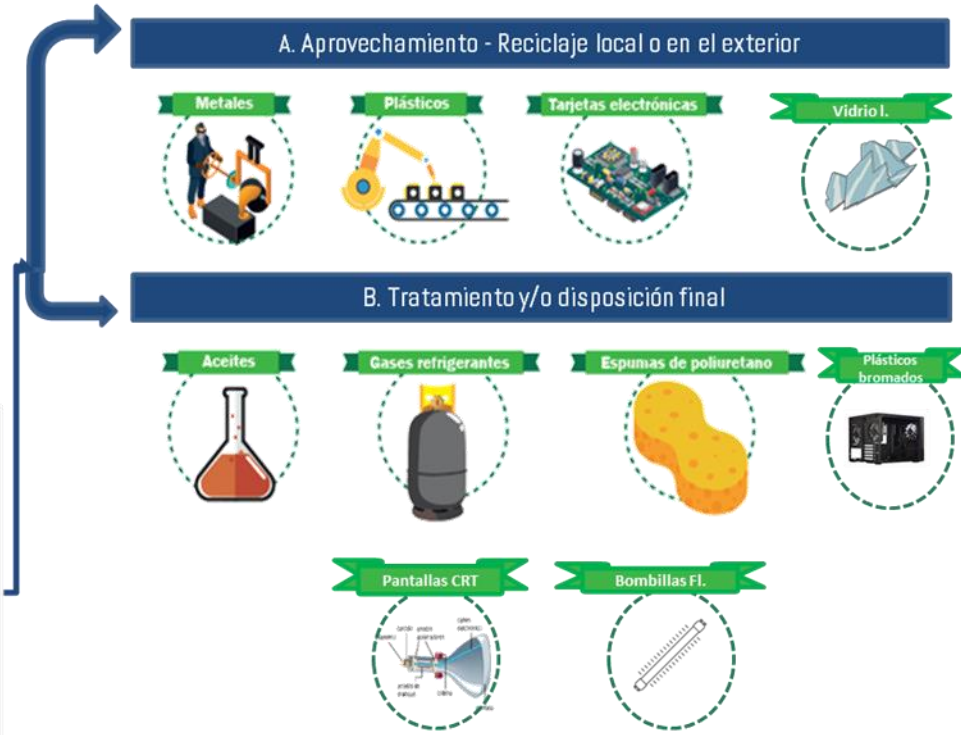 A. Aprovechamiento - Reciclaje local o en el exterior
Metales
Plásticos
Tarjetas electrónicas
Vidrio l.
B. Tratamiento y/o disposición final
Aceites
Gases refrigerantes
Espumas de poliuretano
Plásticos
bromados
Pantallas CRT
Bombillas Fl.